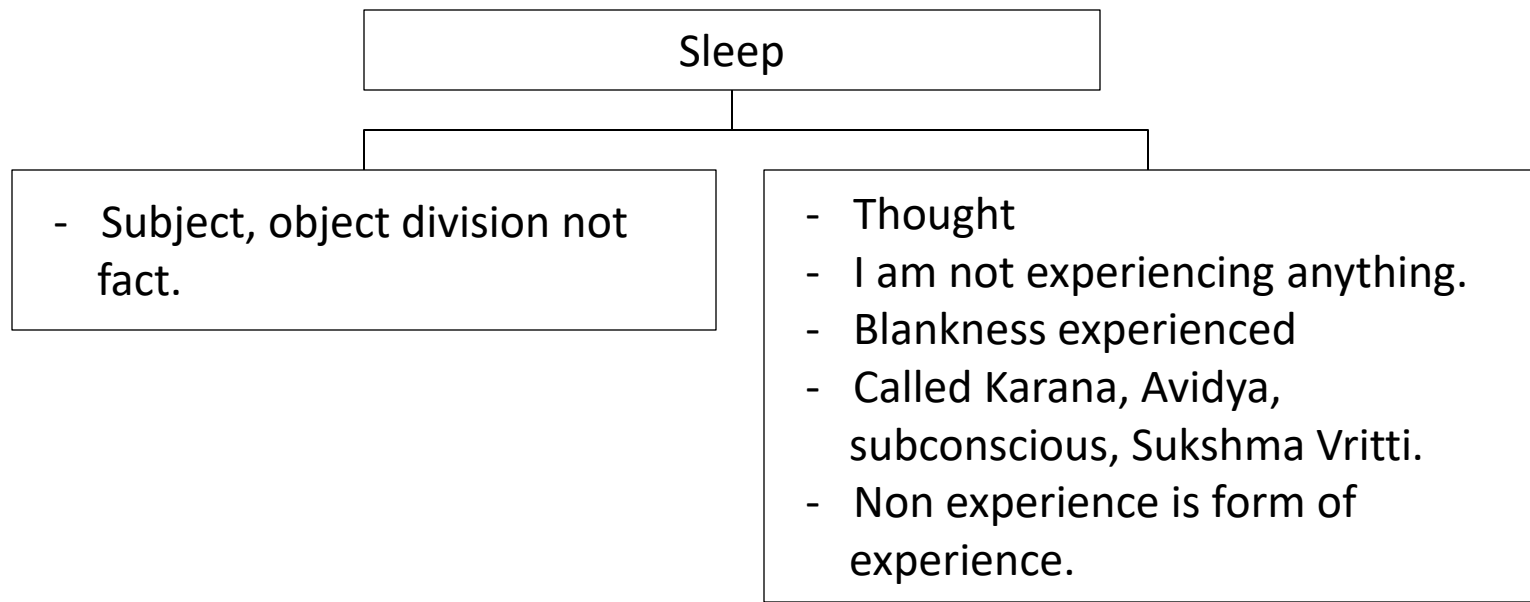 Sleep
- Subject, object division not
fact.
- Thought
- I am not experiencing anything.
- Blankness experienced
- Called Karana, Avidya,
subconscious, Sukshma Vritti.
- Non experience is form of
experience.